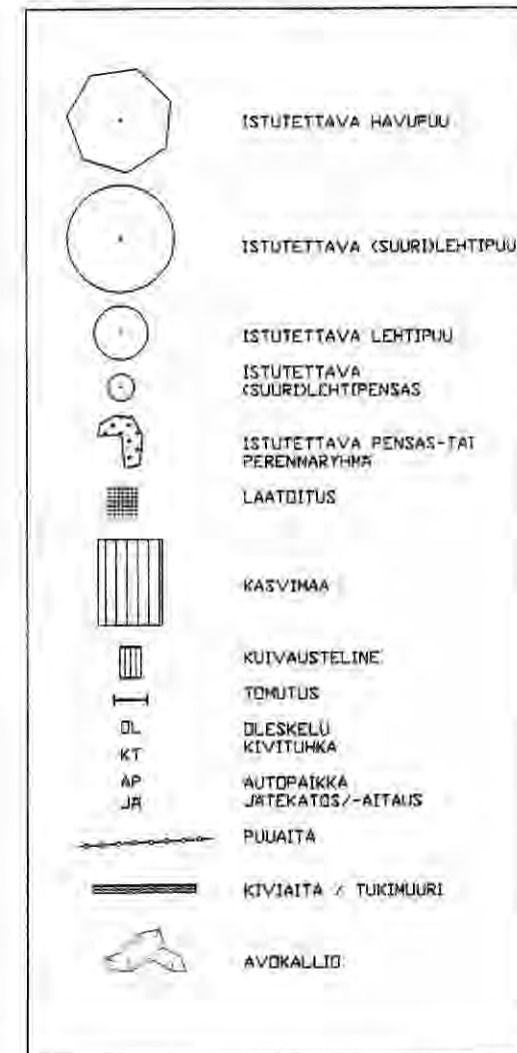 ISTUTETTAVA HAVUPUU
ISTUTETTAVA (SUURI)LEHTIPUU
ISTUTETTAVA LEHTIPUU
ISTUTETTAVA
(SUURI)LEHTIPENSAS
ISTUTETTAVA PENSAS-TAI
PERENNARYHMÄ
LAATOITUS
KASVIMAA
KUIVAUSTELINE
TOMUTUS
OL OLESKELU
KT KIVITUHKA
AP AUTOPAIKKA
JA JATEKATOS/-AITAUS
PUUAITA
KIVIAITA / TUKIMUURI
AVOKALLIO